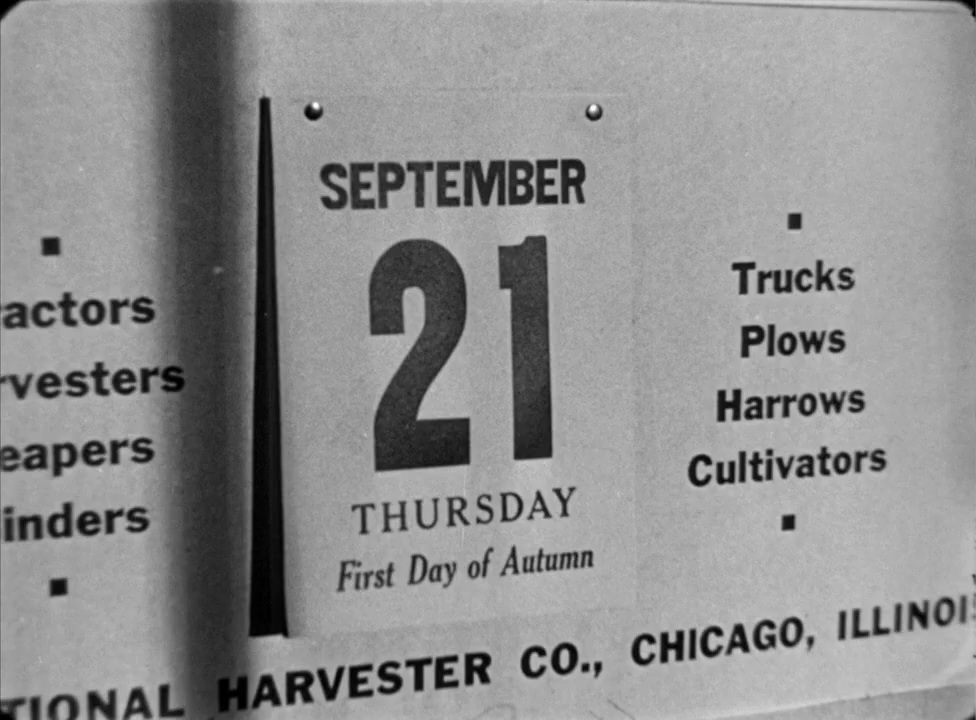 SEPTEMBER
21
THURSDAY
First Day of Autumn
actors
rvesters
eapers
inders
Trucks
Plows
Harrows
Cultivators
TIONAL HARVESTER CO., CHICAGO, ILLINOI